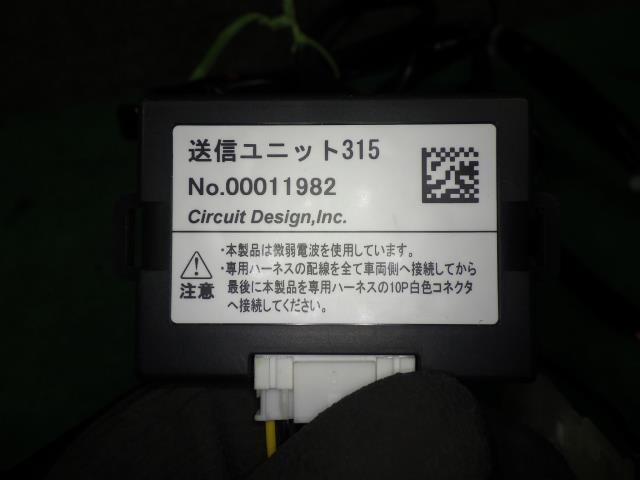 送信ユニット315
No.00011982
Circuit Design,Inc.
・本製品は微弱電波を使用しています。
・専用ハーネスの配線を全て車両側へ接続してから
最後に本製品を専用ハーネスの10P白色コネクタ
へ接続してください。
注意